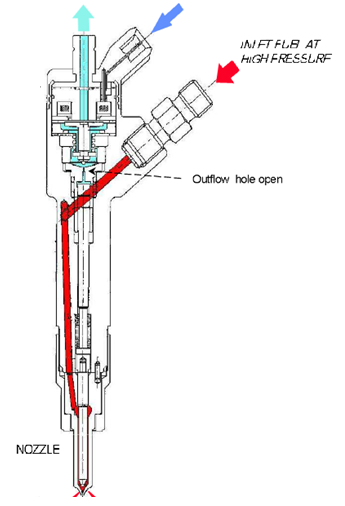 INLET FUEL AT
HIGH PRESSURE
Outflow hole open
NOZZLE